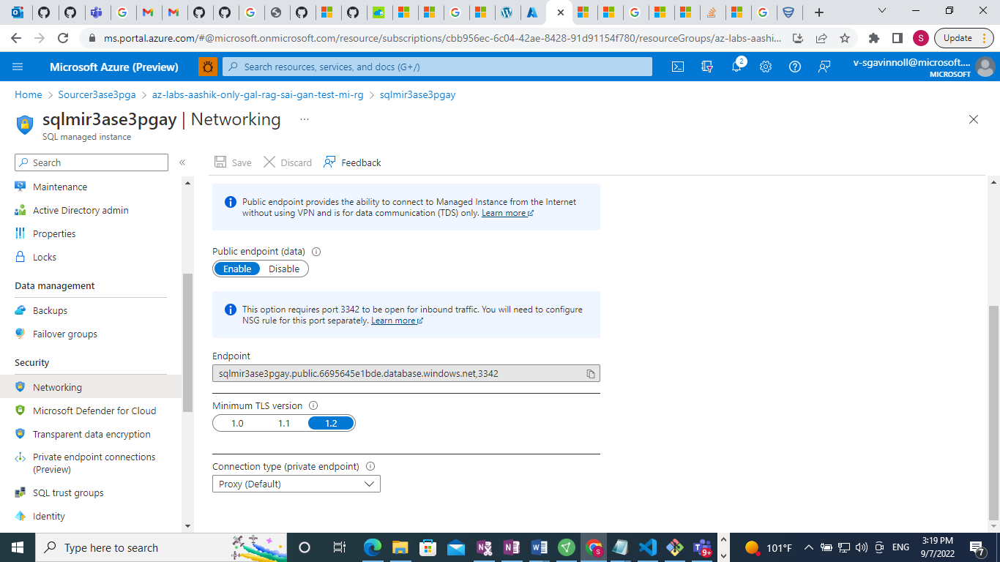 ms.portal.azure.com/#@microsoft.onmicrosoft.com/resource/subscriptions/cbb956ec-6c04-42ae-8428-91d91154f780/resourceGroups/az-labs-aashi...
S
Update
Microsoft Azure (Preview)
Search resources, services, and docs (G+/)
2
v-sgavinnoll@microsoft....
MICROSOFT
Home > Sourcer3ase3pga > az-labs-aashik-only-gal-rag-sai-gan-test-mi-rg > sqlmir3ase3pgay
sqlmir3ase3pgay | Networking ...
SQL managed instance
Search
«
Save
Discard
Feedback
Maintenance
Active Directory admin
Properties
Locks
Data management
Backups
Failover groups
Security
Networking
Microsoft Defender for Cloud
Transparent data encryption
Private endpoint connections
(Preview)
SQL trust groups
Identity
Public endpoint provides the ability to connect to Managed Instance from the Internet
without using VPN and is for data communication (TDS) only. Learn more
Public endpoint (data)
Enable Disable
This option requires port 3342 to be open for inbound traffic. You will need to configure
NSG rule for this port separately. Learn more
Endpoint
sqlmir3ase3pgay.public.6695645e1bde.database.windows.net,3342
Minimum TLS version
1.0 1.1 1.2
Connection type (private endpoint)
Proxy (Default)
Type here to search
9+
101°F
ENG
3:19 PM
9/7/2022
7